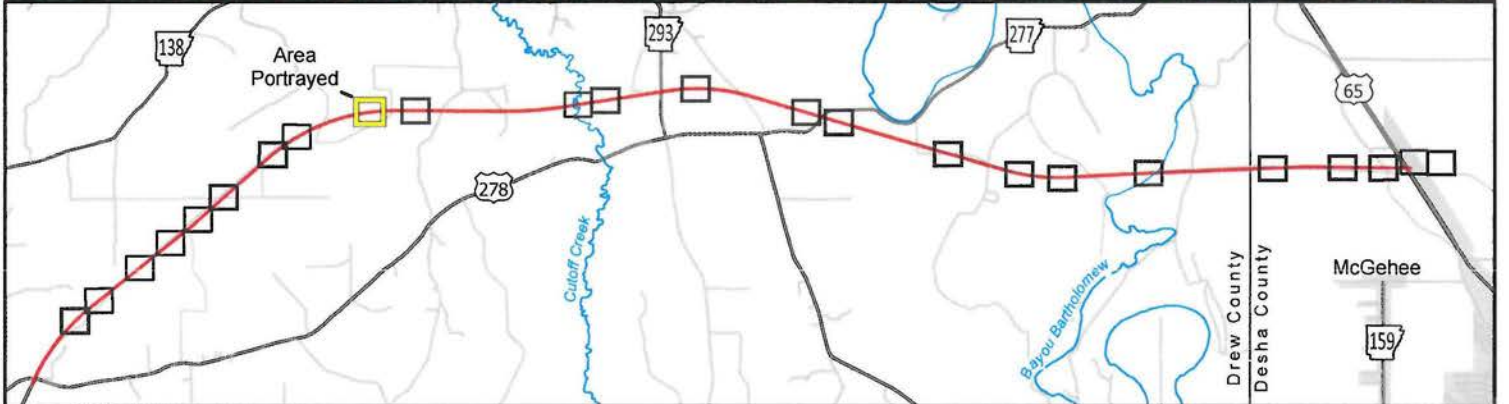 138
Area
Portrayed
293
277
65
278
Cutoff Creek
Bayou Bartholomew
Drew County
Desha County
McGehee
159